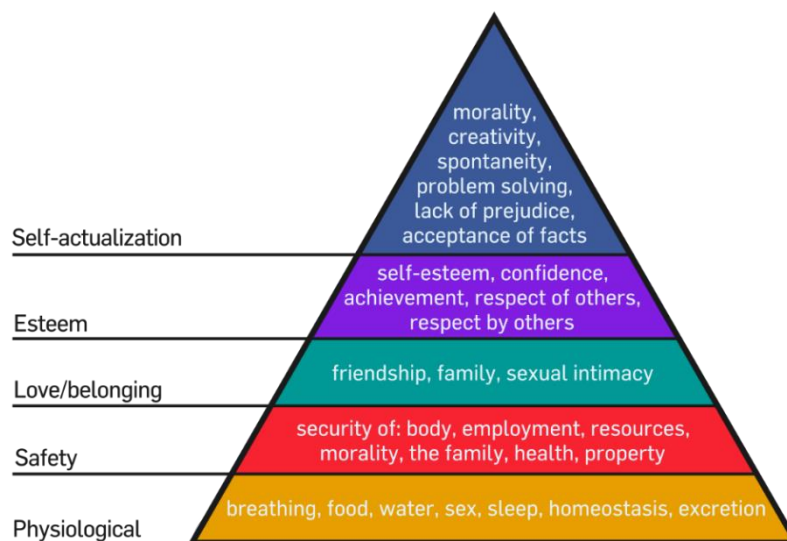 morality,
creativity,
spontaneity,
problem solving,
lack of prejudice,
acceptance of facts
Self-actualization
self-esteem, confidence,
achievement, respect of others,
respect by others
Esteem
friendship, family, sexual intimacy
Love/belonging
security of: body, employment, resources,
morality, the family, health, property
Safety
breathing, food, water, sex, sleep, homeostasis, excretion
Physiological